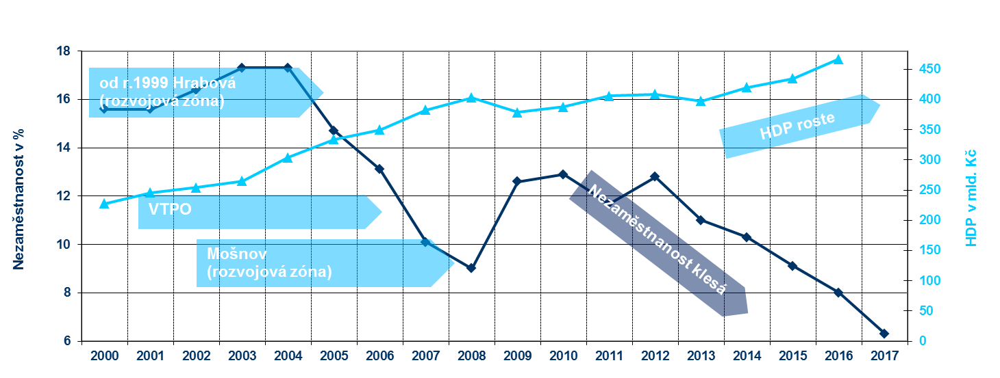 18
16
14
12
10
8
6
Nezaměstnanost v %
od r.1999 Hrabová
(rozvojová zóna)
VTPO
Mošnov
(rozvojová zóna)
Nezaměstnanost klesá
HDP roste
450
400
350
300
250
200
150
100
50
0
HDP v mld. Kč
2000 2001 2002 2003 2004 2005 2006 2007 2008 2009 2010 2011 2012 2013 2014 2015 2016 2017